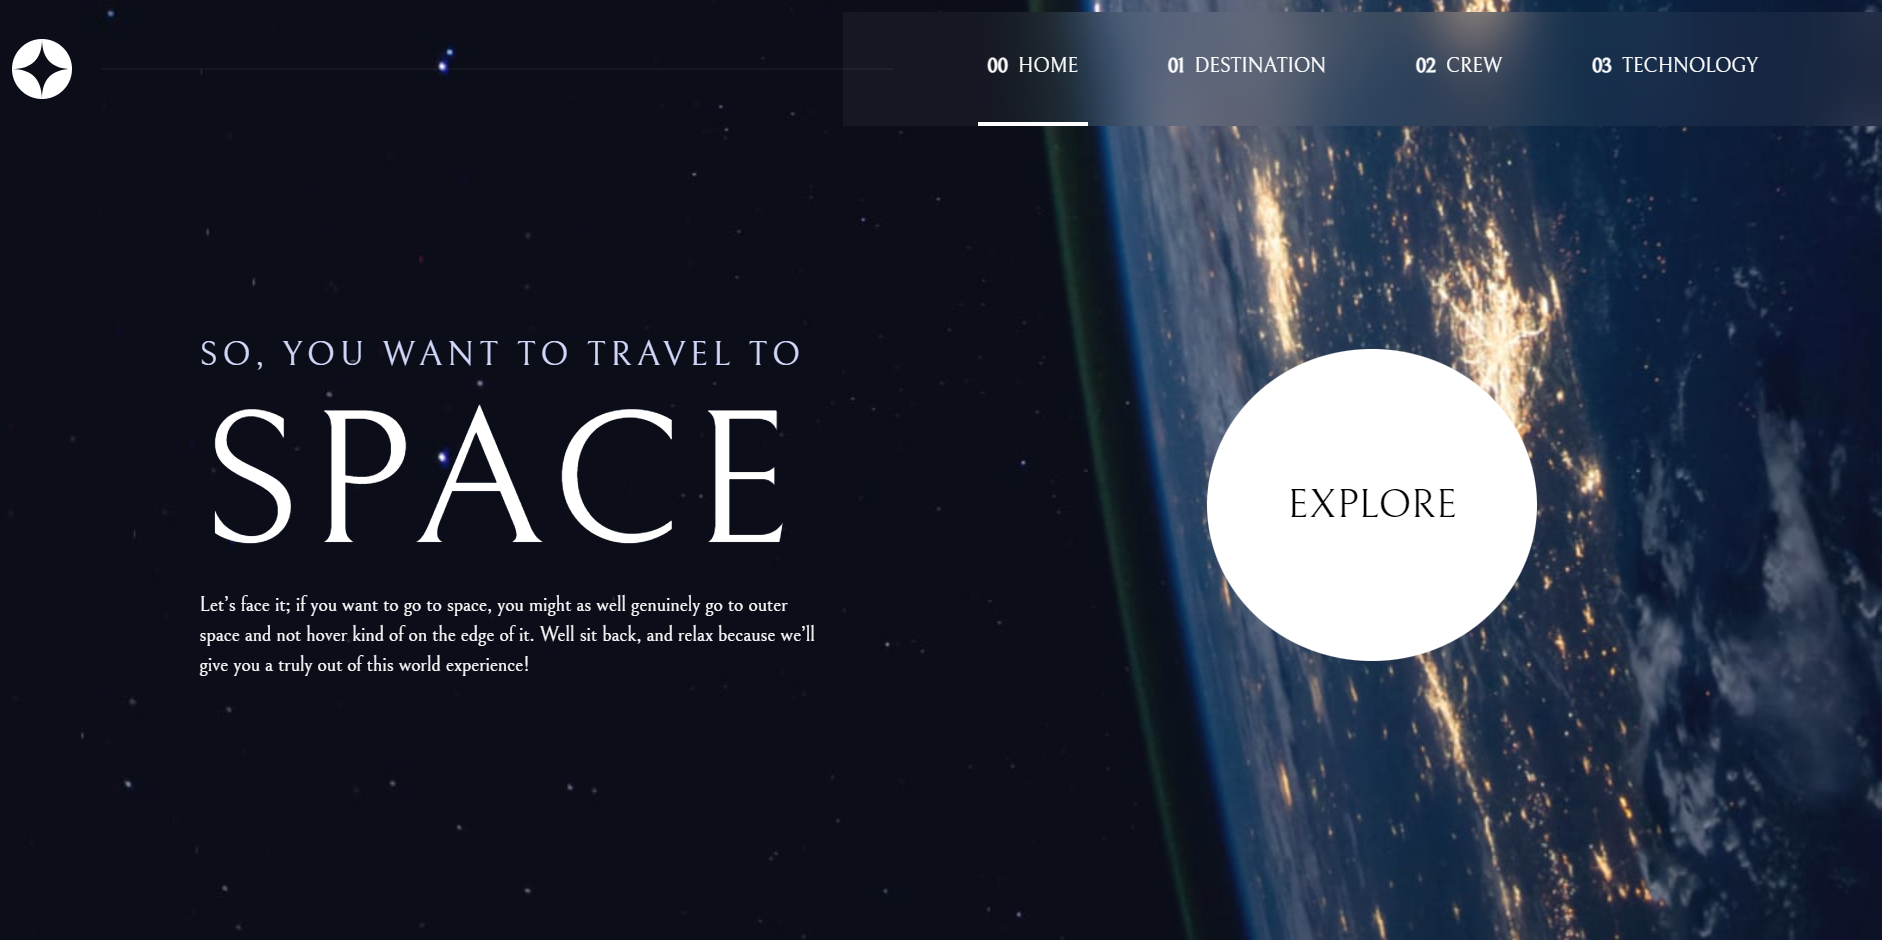 00 HOME 01 DESTINATION 02 CREW 03 TECHNOLOGY
SO, YOU WANT TO TRAVEL TO
SPACE
Let’s face it; if you want to go to space, you might as well genuinely go to outer
space and not hover kind of on the edge of it. Well sit back, and relax because we’ll
give you a truly out of this world experience!
EXPLORE